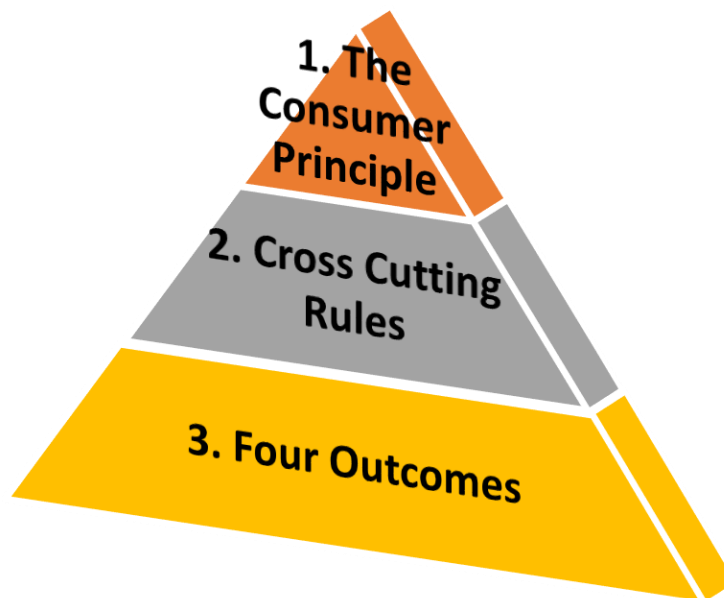 1. The
Consumer
Principle
2. Cross Cutting
Rules
3. Four Outcomes